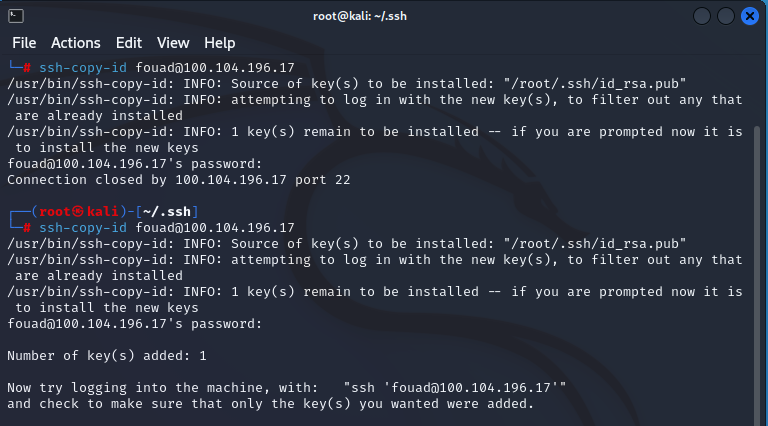 root@kali: ~/.ssh
File Actions Edit View Help
└─# ssh-copy-id fouad@100.104.196.17
/usr/bin/ssh-copy-id: INFO: Source of key(s) to be installed: "/root/.ssh/id_rsa.pub"
/usr/bin/ssh-copy-id: INFO: attempting to log in with the new key(s), to filter out any that
are already installed
/usr/bin/ssh-copy-id: INFO: 1 key(s) remain to be installed -- if you are prompted now it is
to install the new keys
fouad@100.104.196.17's password:
Connection closed by 100.104.196.17 port 22
┌──(root㉿kali)-[~/.ssh]
└─# ssh-copy-id fouad@100.104.196.17
/usr/bin/ssh-copy-id: INFO: Source of key(s) to be installed: "/root/.ssh/id_rsa.pub"
/usr/bin/ssh-copy-id: INFO: attempting to log in with the new key(s), to filter out any that
are already installed
/usr/bin/ssh-copy-id: INFO: 1 key(s) remain to be installed -- if you are prompted now it is
to install the new keys
fouad@100.104.196.17's password:
Number of key(s) added: 1
Now try logging into the machine, with:   "ssh 'fouad@100.104.196.17'"
and check to make sure that only the key(s) you wanted were added.